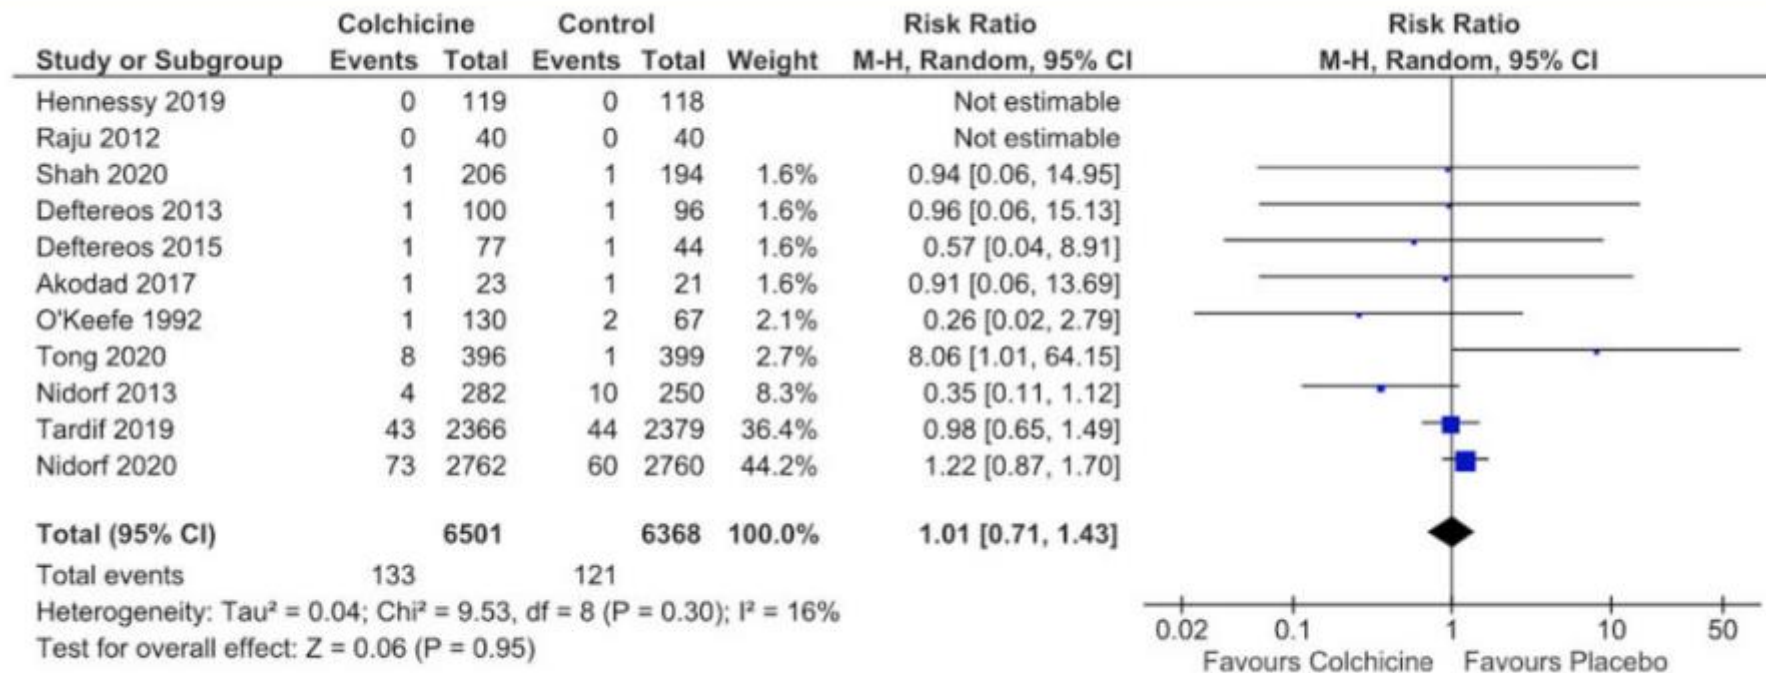 Colchicine Control Risk Ratio Risk Ratio
Study or Subgroup Events Total Events Total Weight M-H, Random, 95% CI M-H, Random, 95% CI
Hennessy 2019 0 119 0 118 Not estimable
Raju 2012 0 40 0 40 Not estimable
Shah 2020 1 206 1 194 1.6% 0.94 [0.06, 14.95]
Deftereos 2013 1 100 1 96 1.6% 0.96 [0.06, 15.13]
Deftereos 2015 1 77 1 44 1.6% 0.57 [0.04, 8.91]
Akodad 2017 1 23 1 21 1.6% 0.91 [0.06, 13.69]
O'Keefe 1992 1 130 2 67 2.1% 0.26 [0.02, 2.79]
Tong 2020 8 396 1 399 2.7% 8.06 [1.01, 64.15]
Nidorf 2013 4 282 10 250 8.3% 0.35 [0.11, 1.12]
Tardif 2019 43 2366 44 2379 36.4% 0.98 [0.65, 1.49]
Nidorf 2020 73 2762 60 2760 44.2% 1.22 [0.87, 1.70]
Total (95% CI) 6501 6368 100.0% 1.01 [0.71, 1.43]
Total events 133 121
Heterogeneity: Tau² = 0.04; Chi² = 9.53, df = 8 (P = 0.30); I² = 16%
Test for overall effect: Z = 0.06 (P = 0.95)
0.02 0.1 1 10 50
Favours Colchicine Favours Placebo